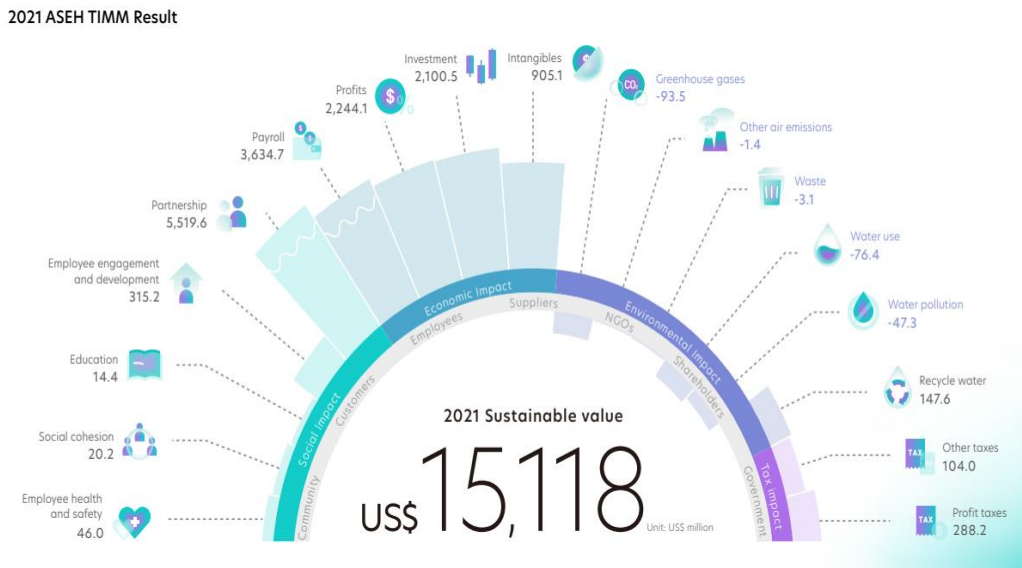 2021 ASEH TIMM Result
Investment
2,100.5
Intangibles
905.1
Greenhouse gases
-93.5
Profits
2,244.1
Other air emissions
-1.4
Payroll
3,634.7
Waste
-3.1
Partnership
5,519.6
Water use
-76.4
Employee engagement
and development
315.2
Water pollution
-47.3
Education
14.4
Recycle water
147.6
Social cohesion
20.2
Other taxes
104.0
Employee health
and safety
46.0
Profit taxes
288.2
$
$
$
$
CO₂
TAX
TAX
Social Impact
Economic Impact
Environmental Impact
Tax impact
Community
Customers
Employees
Suppliers
NGOs
Shareholders
Government
2021 Sustainable value
US$ 15,118
Unit: US$ million